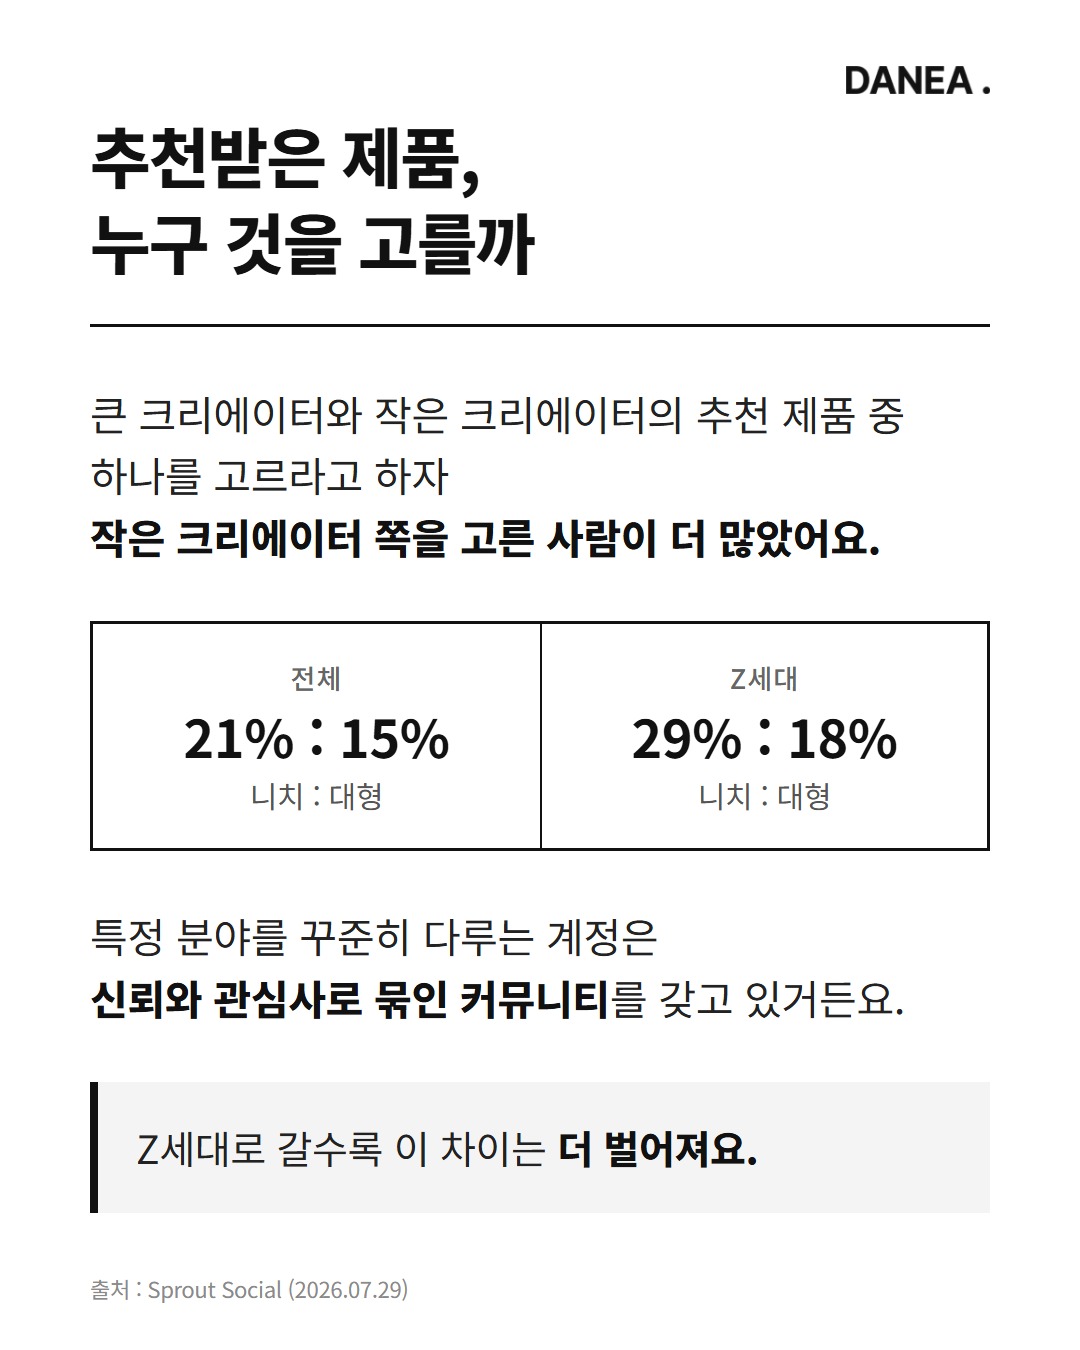 DANEA .
추천받은 제품,
누구 것을 고를까
큰 크리에이터와 작은 크리에이터의 추천 제품 중
하나를 고르라고 하자
작은 크리에이터 쪽을 고른 사람이 더 많았어요.
전체
21% : 15%
니치 : 대형
Z세대
29% : 18%
니치 : 대형
특정 분야를 꾸준히 다루는 계정은
신뢰와 관심사로 묶인 커뮤니티를 갖고 있거든요.
Z세대로 갈수록 이 차이는 더 벌어져요.
출처 : Sprout Social (2026.07.29)